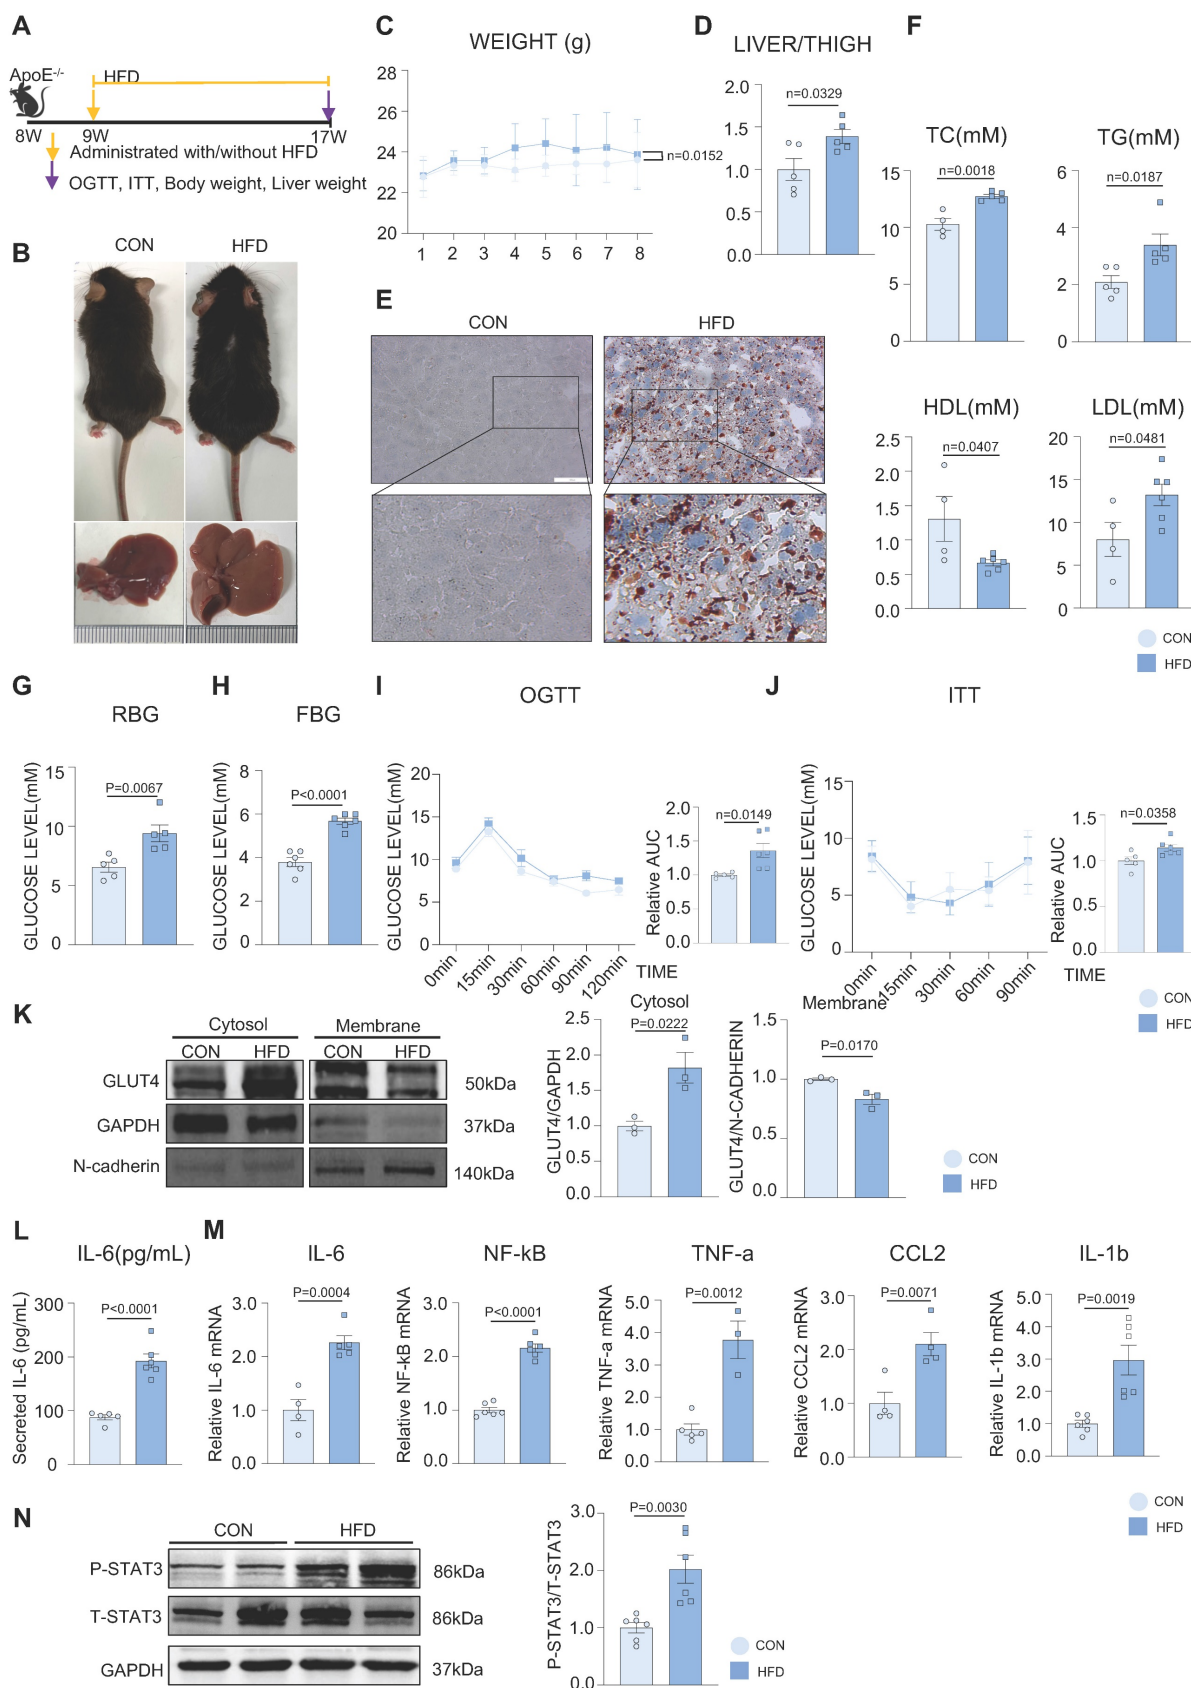 A
ApoE-/-
HFD
8W
9W
17W
Administrated with/without HFD
OGTT, ITT, Body weight, Liver weight
B
CON
HFD
C
WEIGHT (g)
28
26
24
22
20
n=0.0152
1 2 3 4 5 6 7 8
D
LIVER/THIGH
n=0.0329
2.0
1.5
1.0
0.5
0.0
E
CON
HFD
F
TC(mM)
n=0.0018
15
10
5
0
TG(mM)
n=0.0187
6
4
2
0
HDL(mM)
n=0.0407
2.5
2.0
1.5
1.0
0.5
0.0
LDL(mM)
n=0.0481
20
15
10
5
0
CON
HFD
G
RBG
GLUCOSE LEVEL(mM)
P=0.0067
15
10
5
0
H
FBG
GLUCOSE LEVEL(mM)
P<0.0001
8
6
4
2
0
I
OGTT
GLUCOSE LEVEL(mM)
20
15
10
5
0
0min 15min 30min 60min 90min 120min
TIME
Relative AUC
n=0.0149
2.0
1.5
1.0
0.5
0.0
J
ITT
GLUCOSE LEVEL(mM)
15
10
5
0
0min 15min 30min 60min 90min
TIME
Relative AUC
n=0.0358
1.5
1.0
0.5
0.0
CON
HFD
K
Cytosol
Membrane
CON HFD CON HFD
GLUT4
50kDa
GAPDH
37kDa
N-cadherin
140kDa
Cytosol
GLUT4/GAPDH
P=0.0222
2.5
2.0
1.5
1.0
0.5
0.0
Membrane
GLUT4/N-CADHERIN
P=0.0170
1.5
1.0
0.5
0.0
CON
HFD
L
IL-6(pg/mL)
Secreted IL-6 (pg/mL)
P<0.0001
300
200
100
0
M
IL-6
Relative IL-6 mRNA
P=0.0004
3.0
2.0
1.0
0.0
NF-kB
Relative NF-kB mRNA
P<0.0001
3.0
2.0
1.0
0.0
TNF-a
Relative TNF-a mRNA
P=0.0012
5.0
4.0
3.0
2.0
1.0
0.0
CCL2
Relative CCL2 mRNA
P=0.0071
3.0
2.0
1.0
0.0
IL-1b
Relative IL-1b mRNA
P=0.0019
5.0
4.0
3.0
2.0
1.0
0.0
CON
HFD
N
CON
HFD
P-STAT3
86kDa
T-STAT3
86kDa
GAPDH
37kDa
P-STAT3/T-STAT3
P=0.0030
3.0
2.0
1.0
0.0
CON
HFD